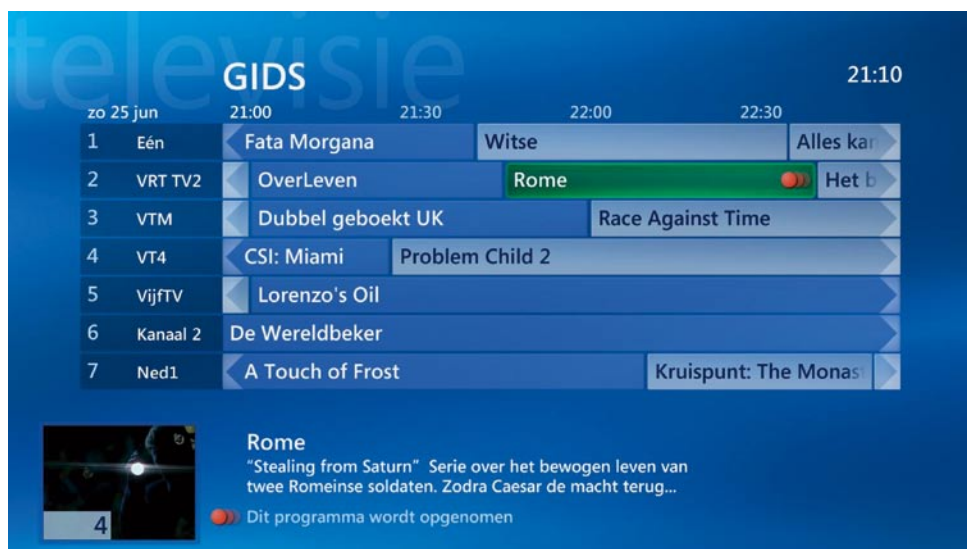 televisie
GIDS 21:10
zo 25 jun 21:00 21:30 22:00 22:30
1 Eén Fata Morgana Witse Alles kan
2 VRT TV2 OverLeven Rome Het b
3 VTM Dubbel geboekt UK Race Against Time
4 VT4 CSI: Miami Problem Child 2
5 VijfTV Lorenzo's Oil
6 Kanaal 2 De Wereldbeker
7 Ned1 A Touch of Frost Kruispunt: The Monast
Rome
"Stealing from Saturn" Serie over het bewogen leven van
twee Romeinse soldaten. Zodra Caesar de macht terug...
4 Dit programma wordt opgenomen